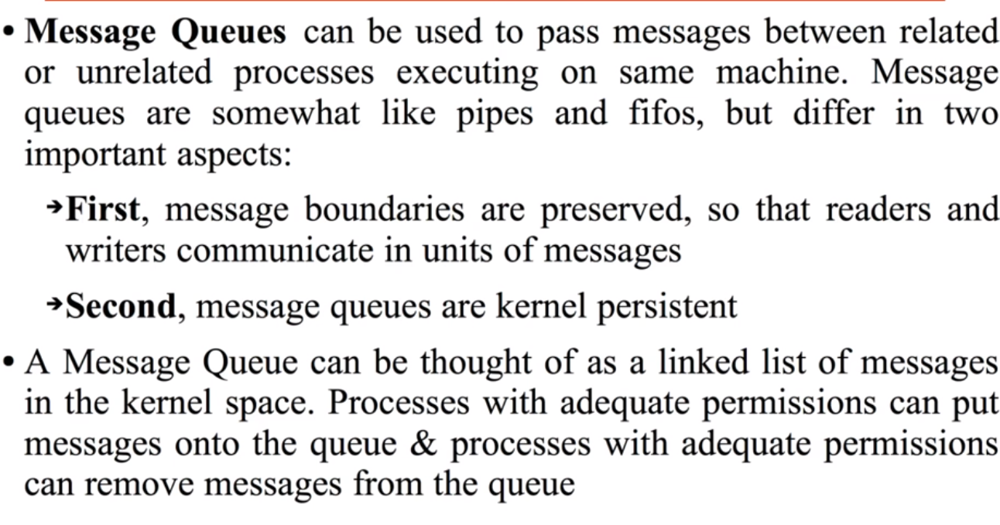 • Message Queues can be used to pass messages between related
or unrelated processes executing on same machine. Message
queues are somewhat like pipes and fifos, but differ in two
important aspects:
➔First, message boundaries are preserved, so that readers and
writers communicate in units of messages
➔Second, message queues are kernel persistent
• A Message Queue can be thought of as a linked list of messages
in the kernel space. Processes with adequate permissions can put
messages onto the queue & processes with adequate permissions
can remove messages from the queue